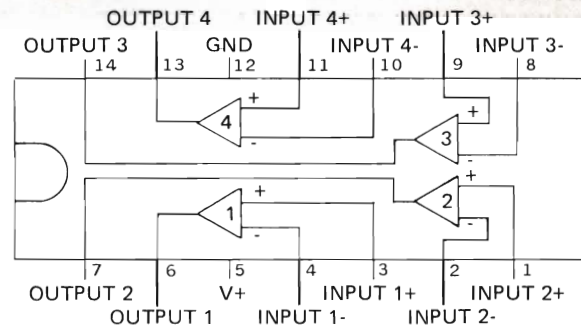 OUTPUT 4 INPUT 4+ INPUT 3+
OUTPUT 3 GND INPUT 4- INPUT 3-
14 13 12 11 10 9 8
+ +
4 3
- -
+ +
1 2
- -
7 6 5 4 3 2 1
OUTPUT 2 V+ INPUT 1+ INPUT 2+
OUTPUT 1 INPUT 1- INPUT 2-